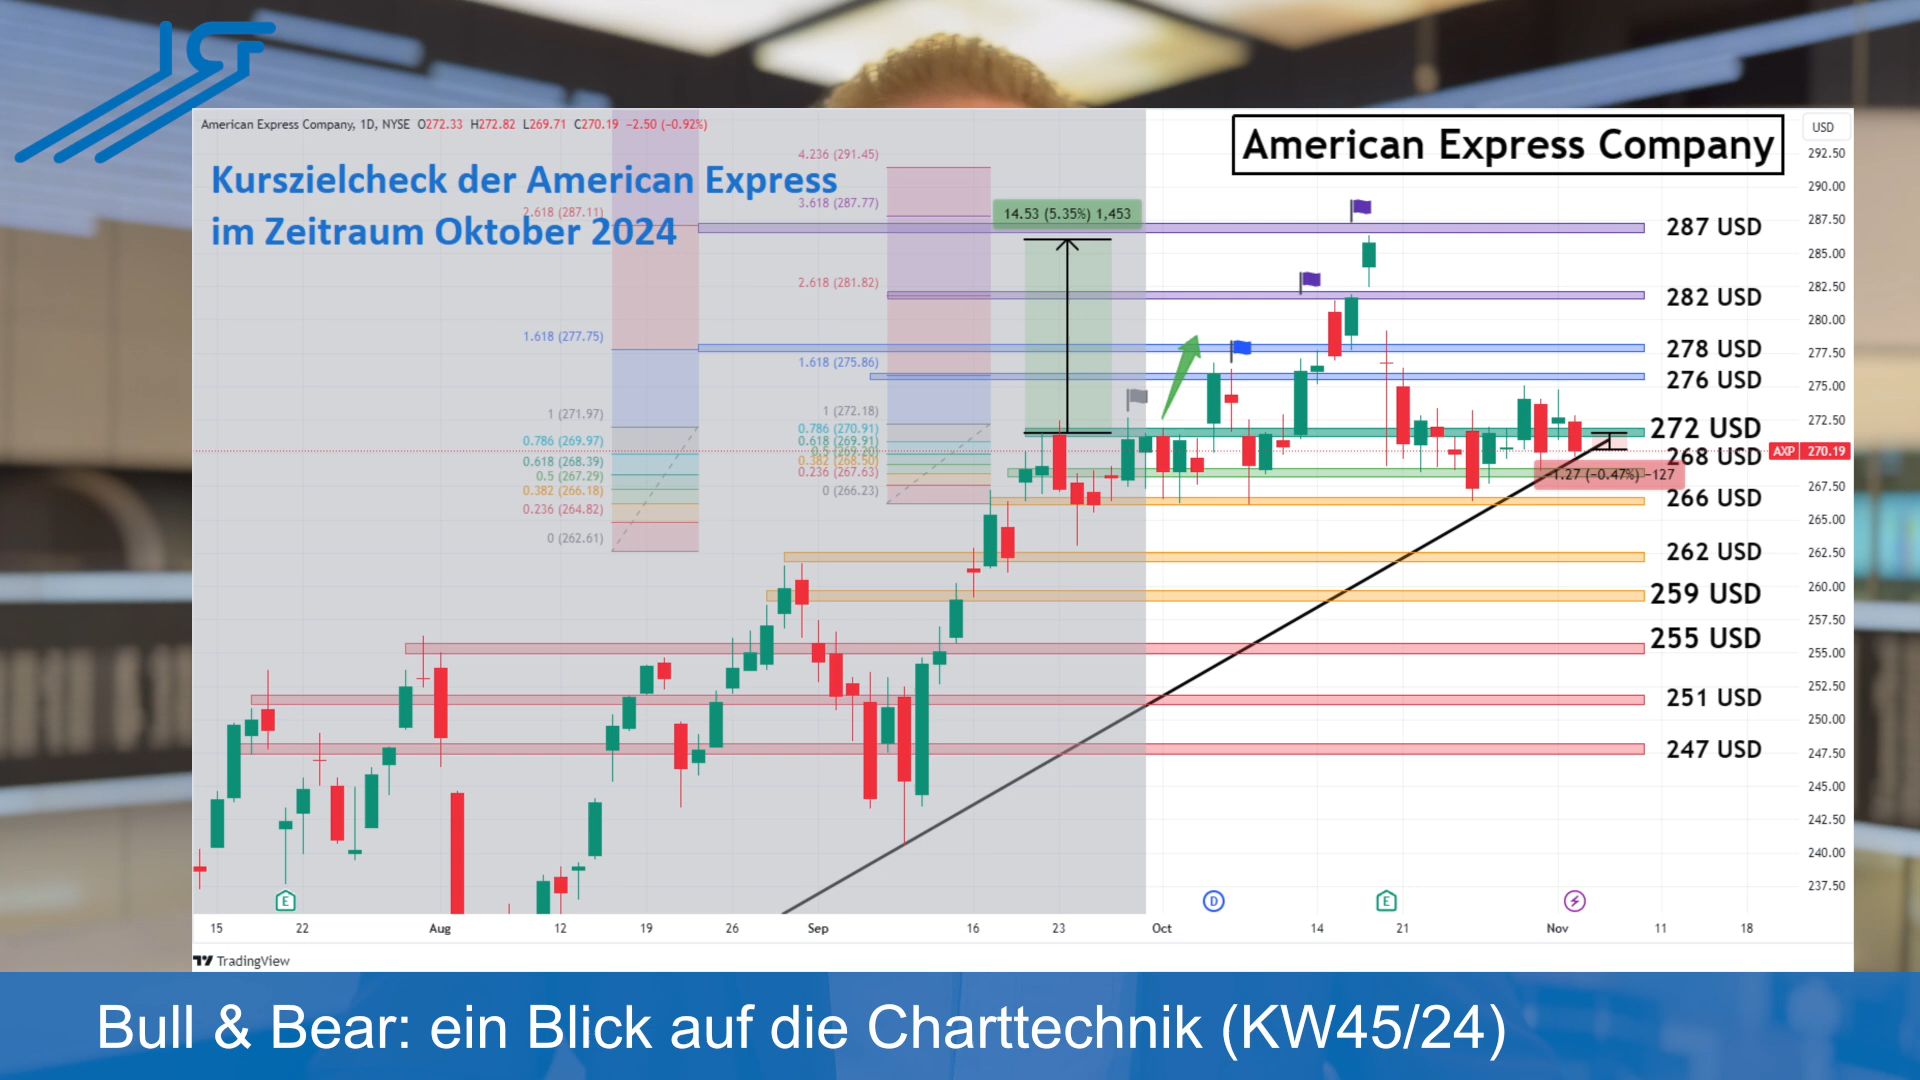 American Express Company, 1D, NYSE O272.33 H272.82 L269.71 C270.19 −2.50 (−0.92%)
Kurszielcheck der American Express
im Zeitraum Oktober 2024
American Express Company
USD
4.236 (291.45)
3.618 (287.77)
2.618 (281.82)
1.618 (275.86)
1 (272.18)
0.786 (270.91)
0.618 (269.91)
0.5 (269.20)
0.382 (268.50)
0.236 (267.63)
0 (266.23)
2.618 (287.11)
1.618 (277.75)
1 (271.97)
0.786 (269.97)
0.618 (268.39)
0.5 (267.29)
0.382 (266.18)
0.236 (264.82)
0 (262.61)
14.53 (5.35%) 1,453
287 USD
282 USD
278 USD
276 USD
272 USD
268 USD
−1.27 (−0.47%) −127
266 USD
262 USD
259 USD
255 USD
251 USD
247 USD
292.50
290.00
287.50
285.00
282.50
280.00
277.50
275.00
272.50
AXP 270.19
267.50
265.00
262.50
260.00
257.50
255.00
252.50
250.00
247.50
245.00
242.50
240.00
237.50
E D E
15 22 Aug 12 19 26 Sep 16 23 Oct 14 21 Nov 11 18
TradingView
Bull & Bear: ein Blick auf die Charttechnik (KW45/24)